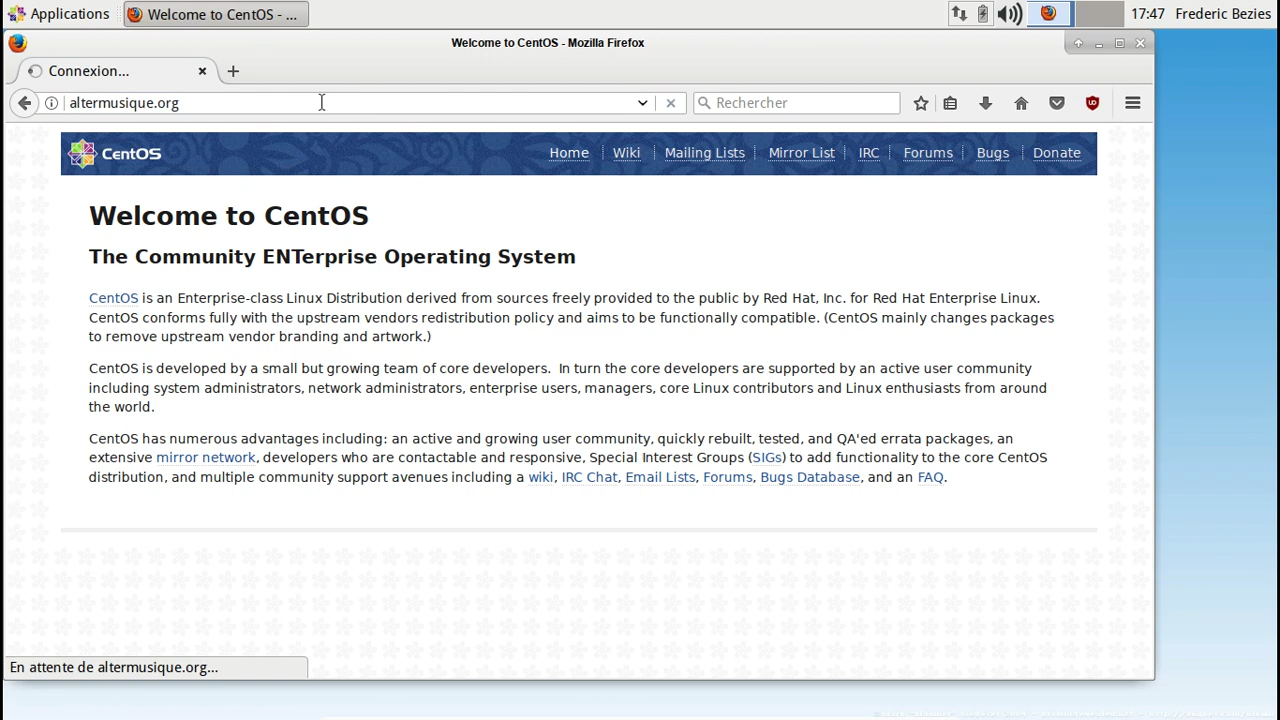 Applications
Welcome to CentOS - ...
17:47 Frederic Bezies
Welcome to CentOS - Mozilla Firefox
Connexion...
altermusique.org
Rechercher
CentOS
Home Wiki Mailing Lists Mirror List IRC Forums Bugs Donate
Welcome to CentOS
The Community ENTerprise Operating System
CentOS is an Enterprise-class Linux Distribution derived from sources freely provided to the public by Red Hat, Inc. for Red Hat Enterprise Linux.
CentOS conforms fully with the upstream vendors redistribution policy and aims to be functionally compatible. (CentOS mainly changes packages
to remove upstream vendor branding and artwork.)
CentOS is developed by a small but growing team of core developers.  In turn the core developers are supported by an active user community
including system administrators, network administrators, enterprise users, managers, core Linux contributors and Linux enthusiasts from around
the world.
CentOS has numerous advantages including: an active and growing user community, quickly rebuilt, tested, and QA'ed errata packages, an
extensive mirror network, developers who are contactable and responsive, Special Interest Groups (SIGs) to add functionality to the core CentOS
distribution, and multiple community support avenues including a wiki, IRC Chat, Email Lists, Forums, Bugs Database, and an FAQ.
En attente de altermusique.org...